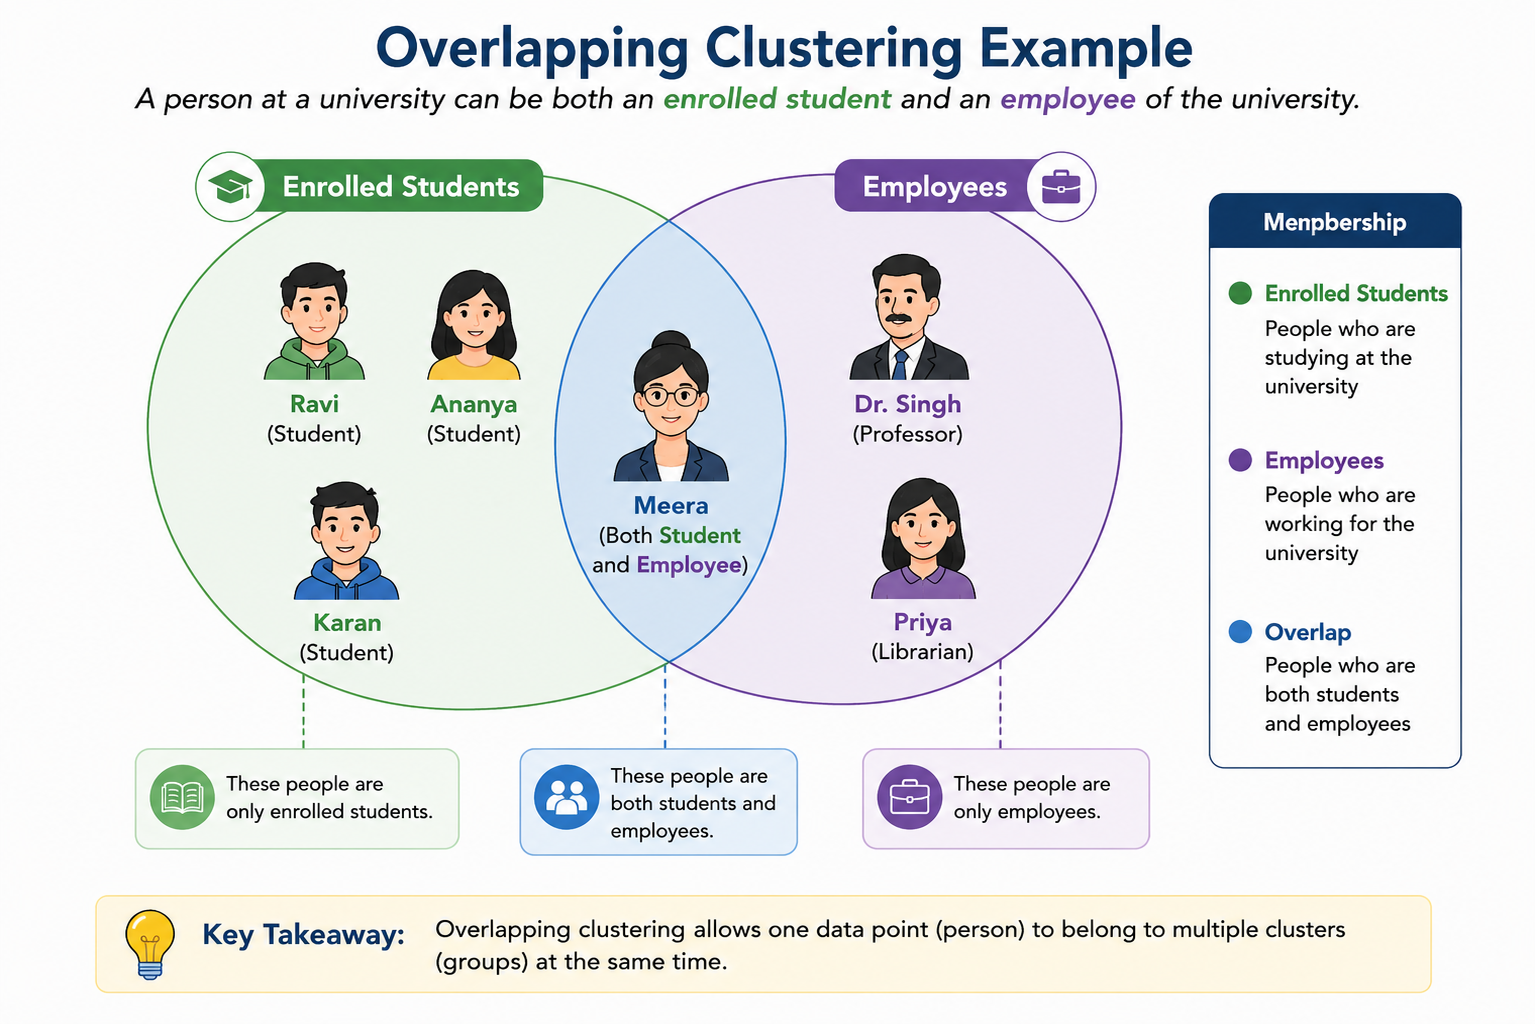 Overlapping Clustering Example
A person at a university can be both an enrolled student and an employee of the university.
Enrolled Students
Employees
Ravi
(Student)
Ananya
(Student)
Karan
(Student)
Meera
(Both Student
and Employee)
Dr. Singh
(Professor)
Priya
(Librarian)
Menpbership
Enrolled Students
People who are
studying at the
university
Employees
People who are
working for the
university
Overlap
People who are
both students
and employees
These people are
only enrolled students.
These people are
both students and
employees.
These people are
only employees.
Key Takeaway:
Overlapping clustering allows one data point (person) to belong to multiple clusters
(groups) at the same time.